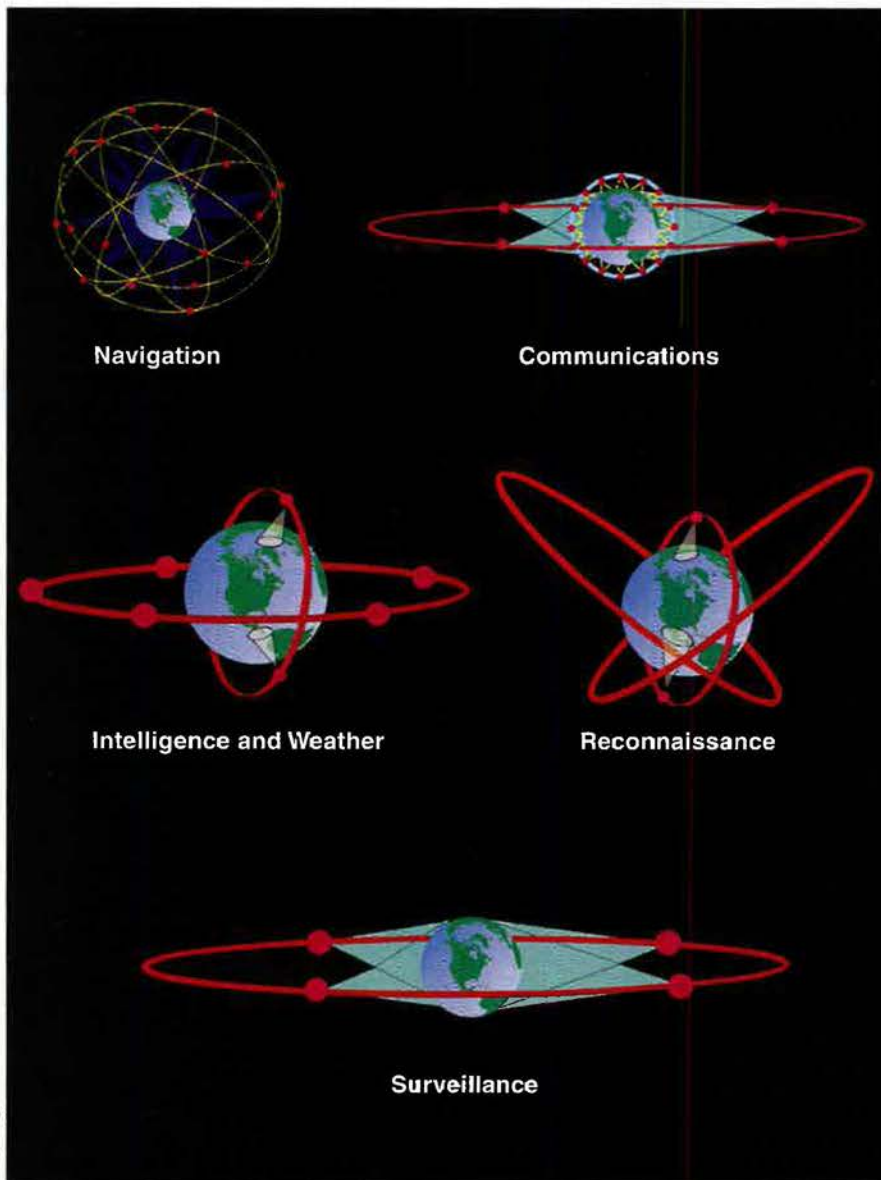 Navigation
Communications
Intelligence and Weather
Reconnaissance
Surveillance